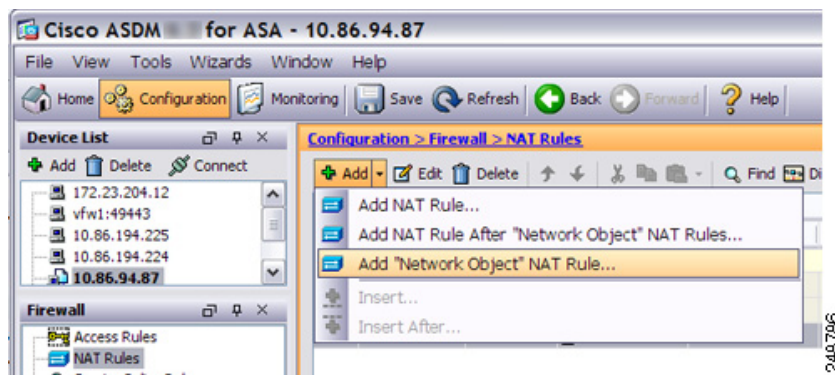 Cisco ASDM for ASA - 10.86.94.87
File View Tools Wizards Window Help
Home Configuration Monitoring Save Refresh Back Forward Help
Device List
Add Delete Connect
172.23.204.12
vfw1:49443
10.86.194.225
10.86.194.224
10.86.94.87
Firewall
Access Rules
NAT Rules
Configuration > Firewall > NAT Rules
Add Edit Delete Find Di
Add NAT Rule...
Add NAT Rule After "Network Object" NAT Rules...
Add "Network Object" NAT Rule...
Insert...
Insert After...